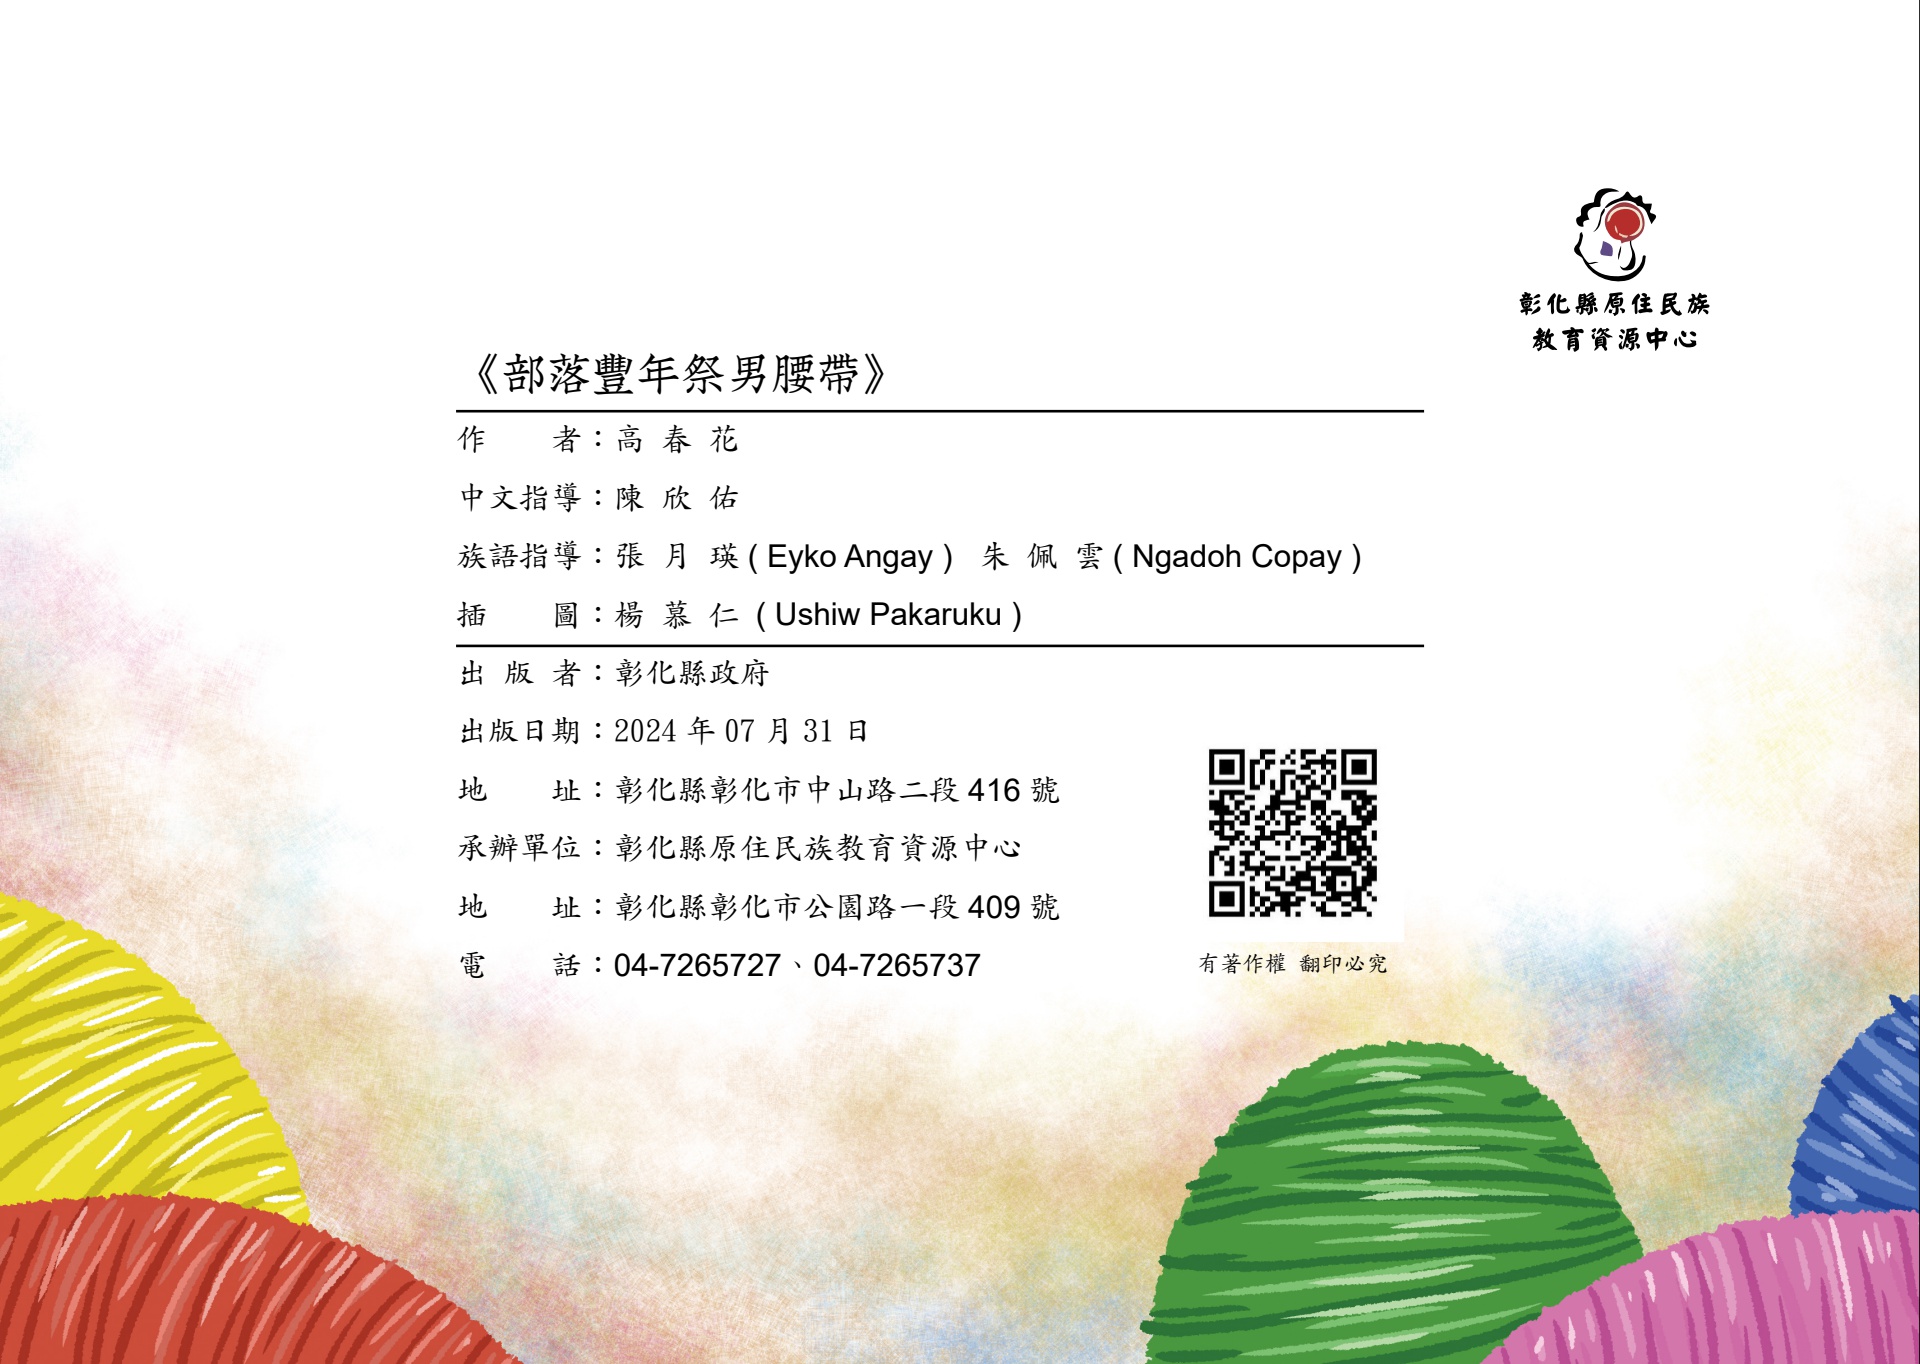 彰化縣原住民族
教育資源中心
《部落豐年祭男腰帶》
作　　者：高 春 花
中文指導：陳 欣 佑
族語指導：張 月 瑛 ( Eyko Angay )　朱 佩 雲 ( Ngadoh Copay )
插　　圖：楊 慕 仁 ( Ushiw Pakaruku )
出 版 者：彰化縣政府
出版日期：2024 年 07 月 31 日
地　　址：彰化縣彰化市中山路二段 416 號
承辦單位：彰化縣原住民族教育資源中心
地　　址：彰化縣彰化市公園路一段 409 號
電　　話：04-7265727、04-7265737
有著作權 翻印必究